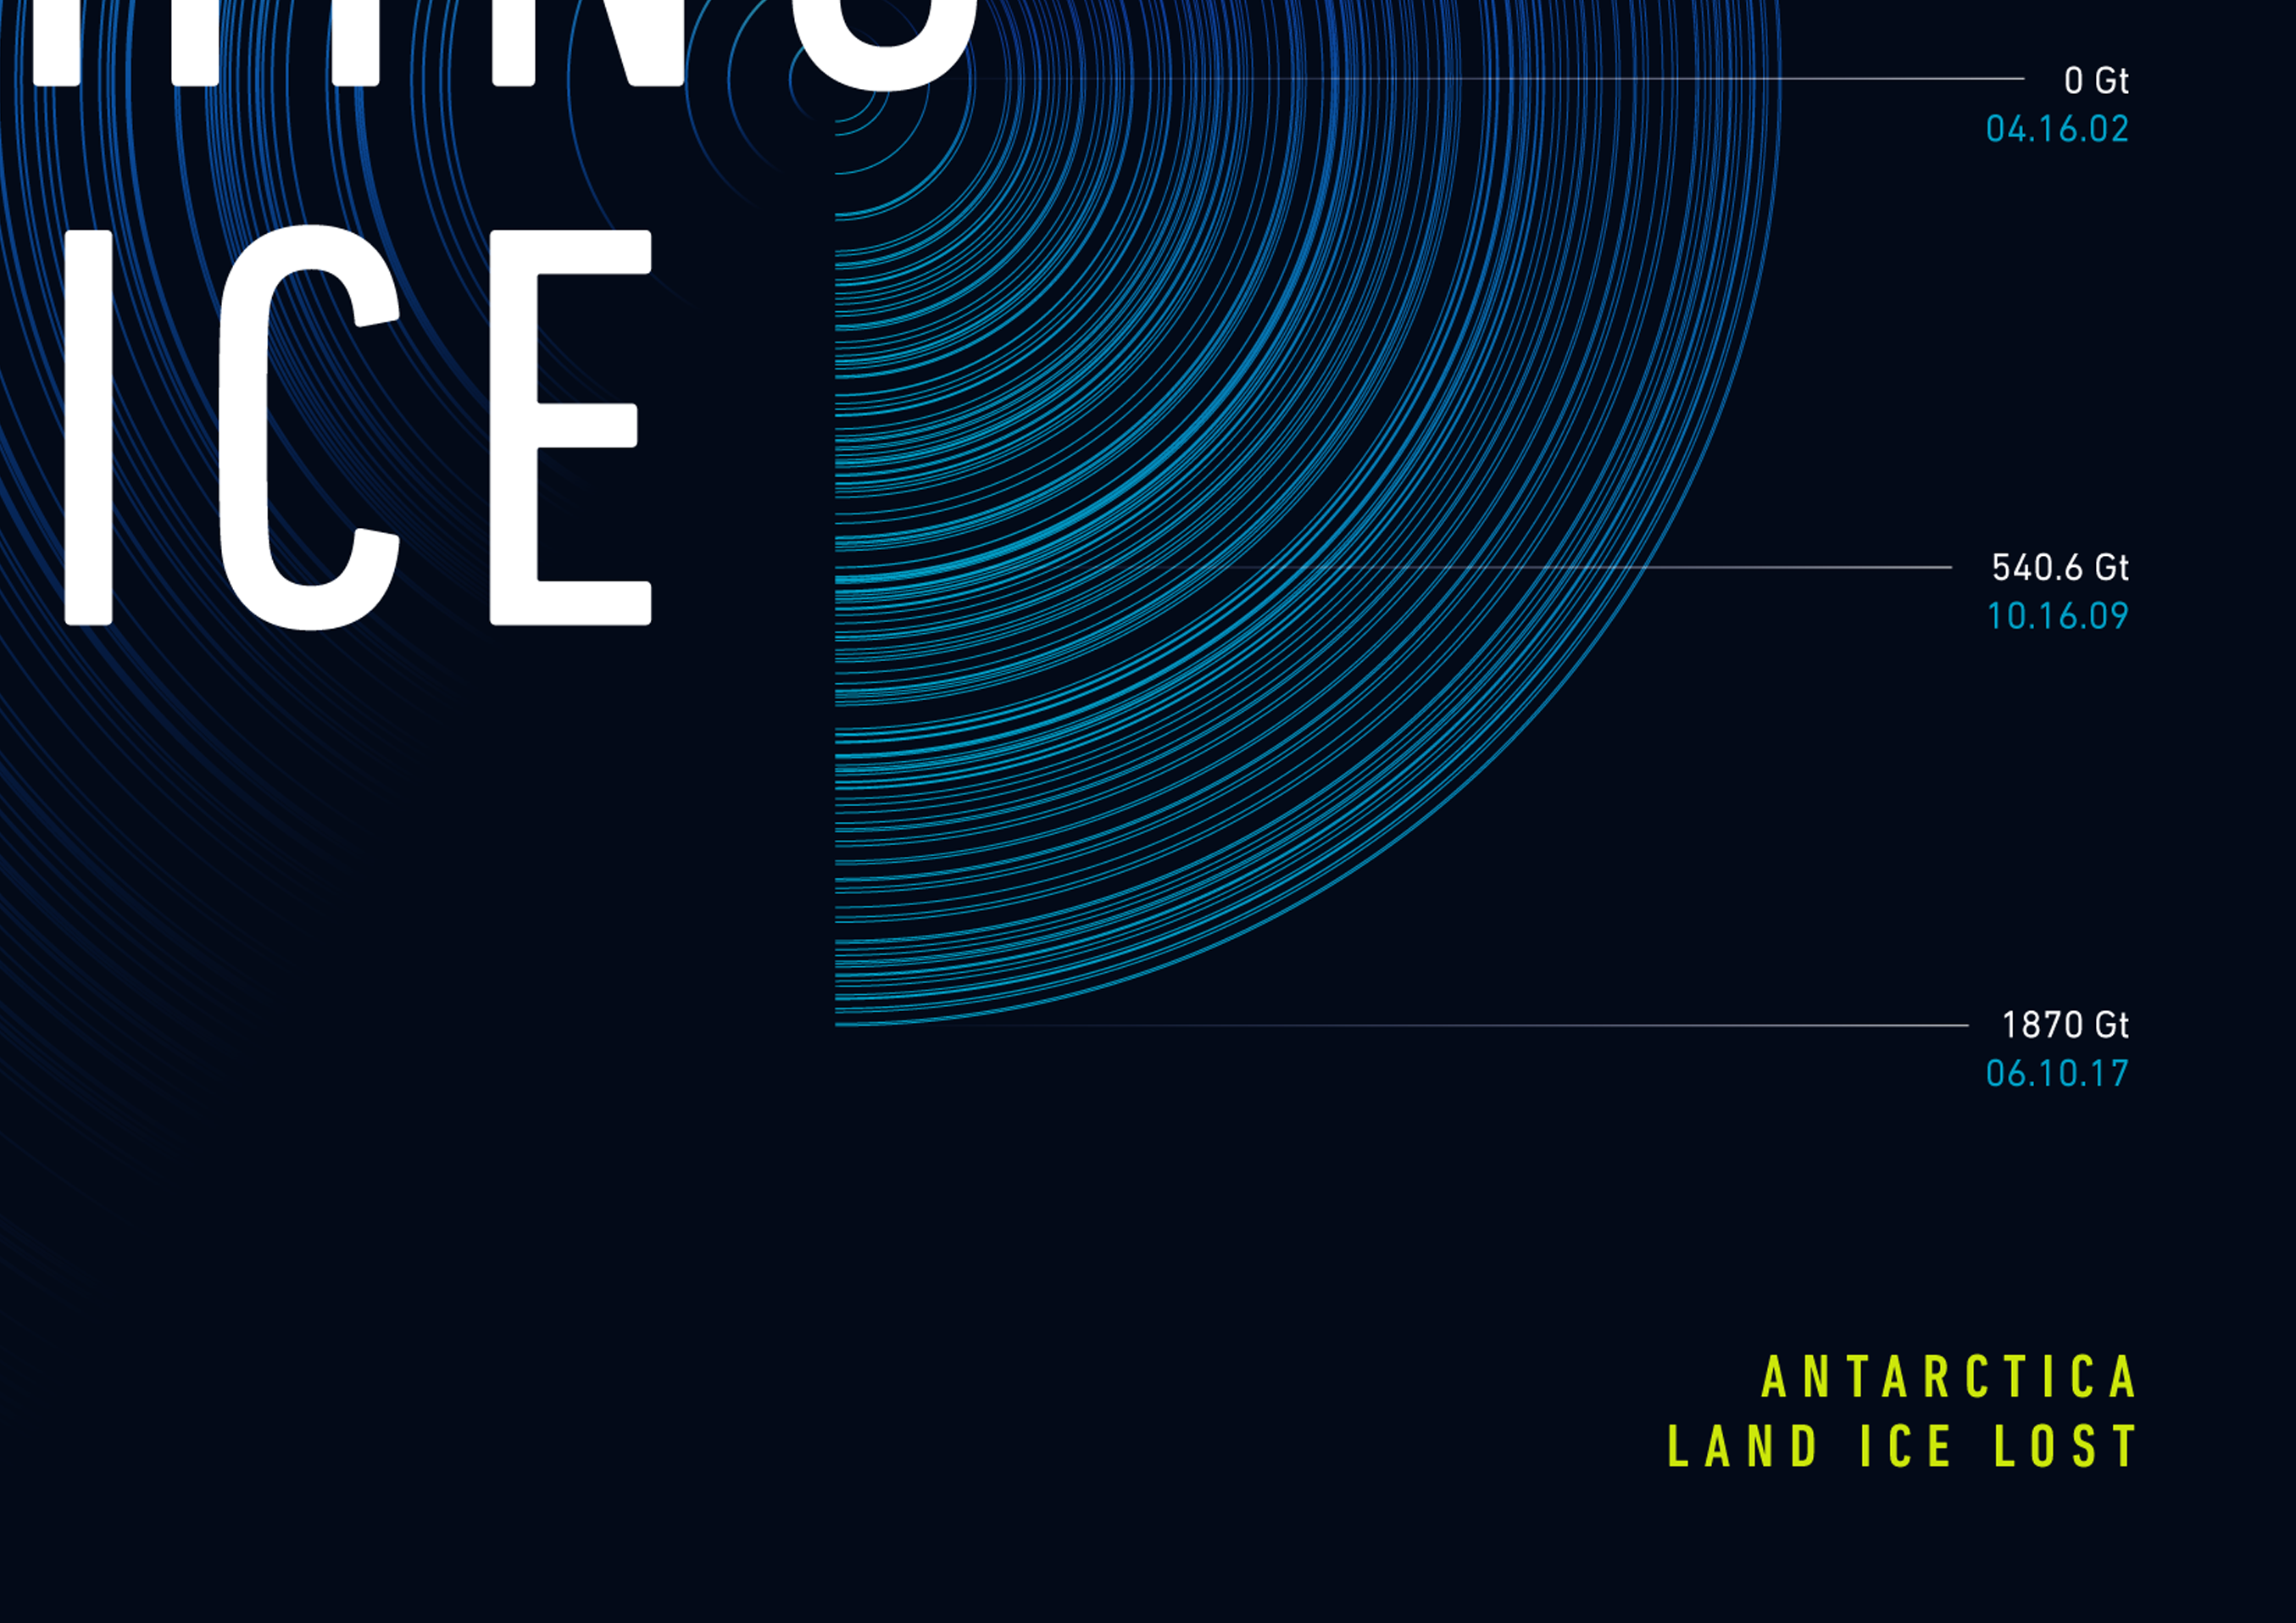 ICE
0 Gt
04.16.02
540.6 Gt
10.16.09
1870 Gt
06.10.17
ANTARCTICA
LAND ICE LOST